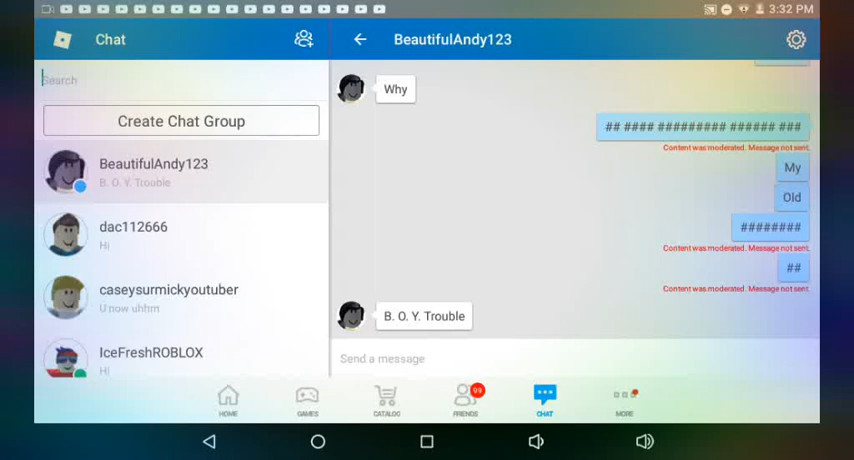 3:32 PM
Chat
BeautifulAndy123
Search
Create Chat Group
BeautifulAndy123
B. O. Y. Trouble
dac112666
Hi
caseysurmickyoutuber
U now uhhm
IceFreshROBLOX
Hi
Why
## #### ######### ###### ###
Content was moderated. Message not sent.
My
Old
########
Content was moderated. Message not sent.
##
Content was moderated. Message not sent.
B. O. Y. Trouble
Send a message
HOME
GAMES
CATALOG
99
FRIENDS
CHAT
MORE